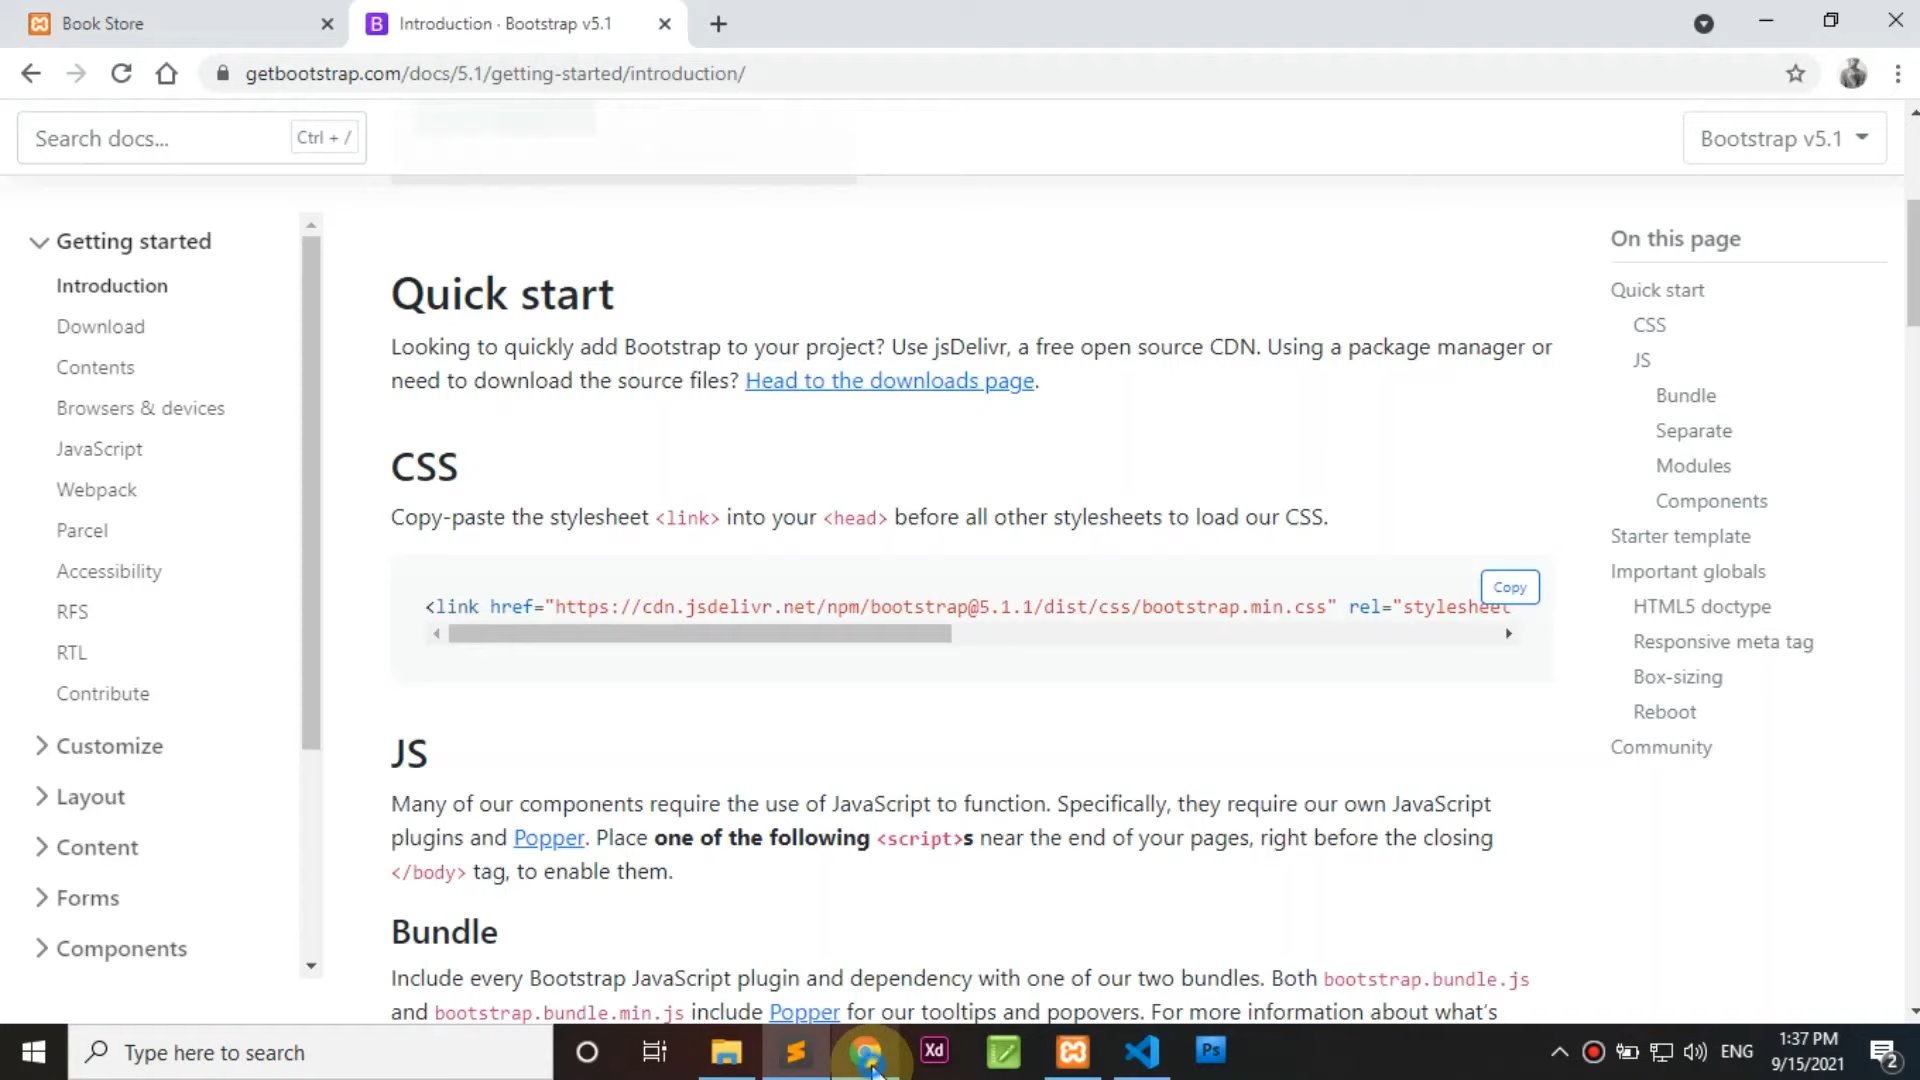 Book Store
Introduction · Bootstrap v5.1
getbootstrap.com/docs/5.1/getting-started/introduction/
Search docs...
Ctrl + /
Bootstrap v5.1
Getting started
Introduction
Download
Contents
Browsers & devices
JavaScript
Webpack
Parcel
Accessibility
RFS
RTL
Contribute
Customize
Layout
Content
Forms
Components
Quick start
Looking to quickly add Bootstrap to your project? Use jsDelivr, a free open source CDN. Using a package manager or
need to download the source files? Head to the downloads page.
CSS
Copy-paste the stylesheet <link> into your <head> before all other stylesheets to load our CSS.
Copy
<link href="https://cdn.jsdelivr.net/npm/bootstrap@5.1.1/dist/css/bootstrap.min.css" rel="stylesheet
JS
Many of our components require the use of JavaScript to function. Specifically, they require our own JavaScript
plugins and Popper. Place one of the following <script>s near the end of your pages, right before the closing
</body> tag, to enable them.
Bundle
Include every Bootstrap JavaScript plugin and dependency with one of our two bundles. Both bootstrap.bundle.js
and bootstrap.bundle.min.js include Popper for our tooltips and popovers. For more information about what's
On this page
Quick start
CSS
JS
Bundle
Separate
Modules
Components
Starter template
Important globals
HTML5 doctype
Responsive meta tag
Box-sizing
Reboot
Community
Type here to search
Xd
Ps
ENG
1:37 PM
9/15/2021
2